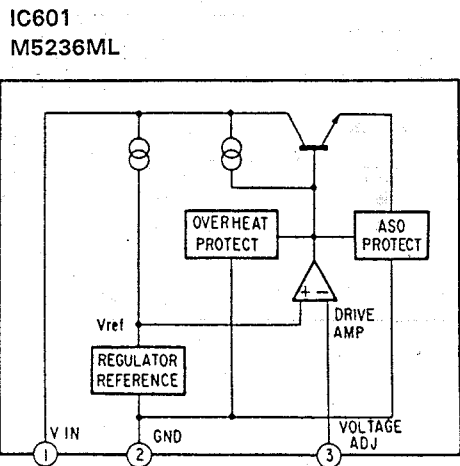 IC601
M5236ML
OVERHEAT
PROTECT
ASO
PROTECT
+ −
DRIVE
AMP
Vref
REGULATOR
REFERENCE
V IN
GND
VOLTAGE
ADJ
1
2
3